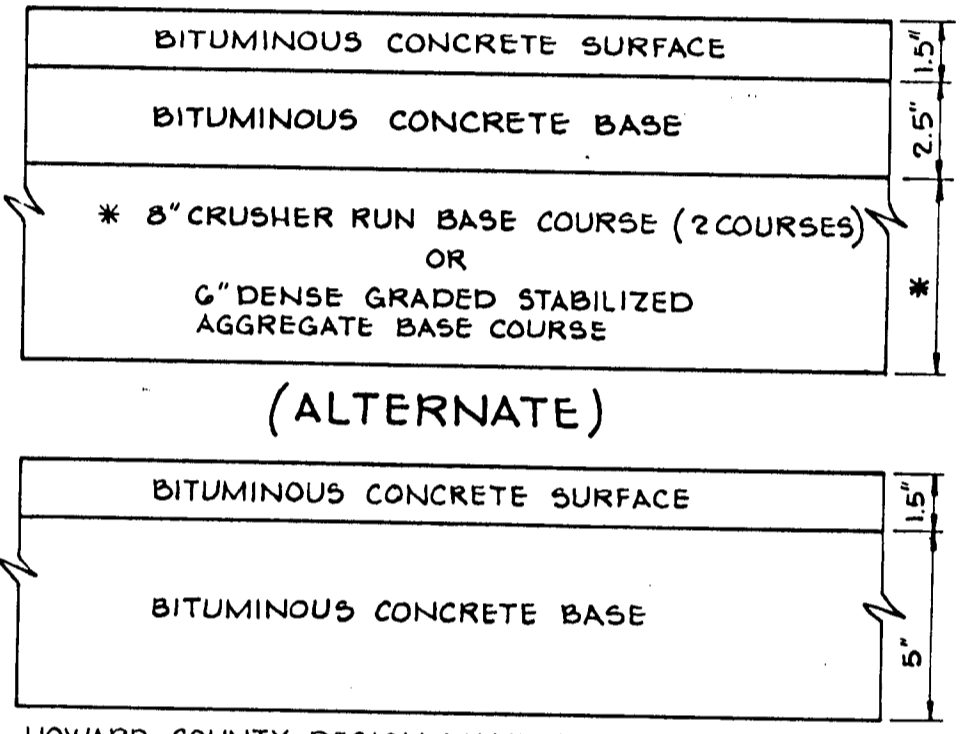 BITUMINOUS CONCRETE SURFACE
1.5"
BITUMINOUS CONCRETE BASE
2.5"
* 8" CRUSHER RUN BASE COURSE (2 COURSES)
OR
6" DENSE GRADED STABILIZED
AGGREGATE BASE COURSE
*
(ALTERNATE)
BITUMINOUS CONCRETE SURFACE
1.5"
BITUMINOUS CONCRETE BASE
5"
HOWARD COUNTY DESIGN